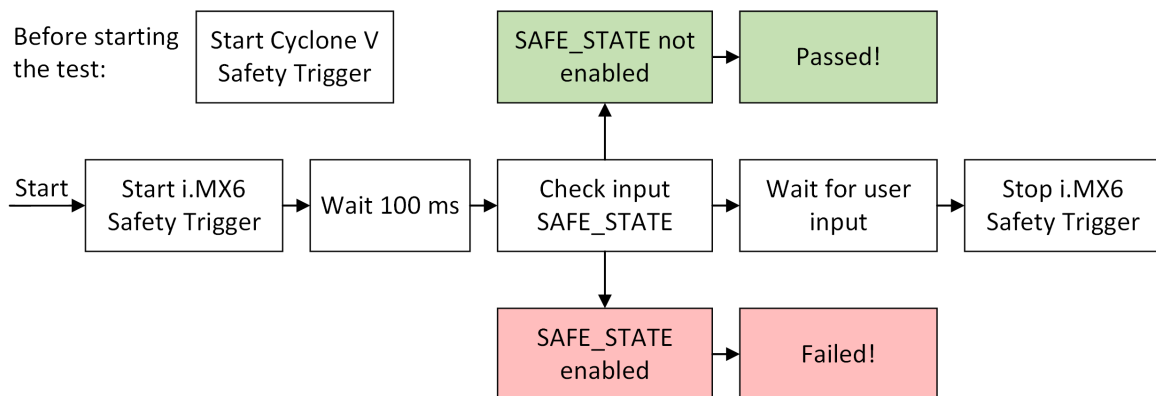 Before starting
the test:
Start Cyclone V
Safety Trigger
SAFE_STATE not
enabled
Passed!
Start
Start i.MX6
Safety Trigger
Wait 100 ms
Check input
SAFE_STATE
Wait for user
input
Stop i.MX6
Safety Trigger
SAFE_STATE
enabled
Failed!